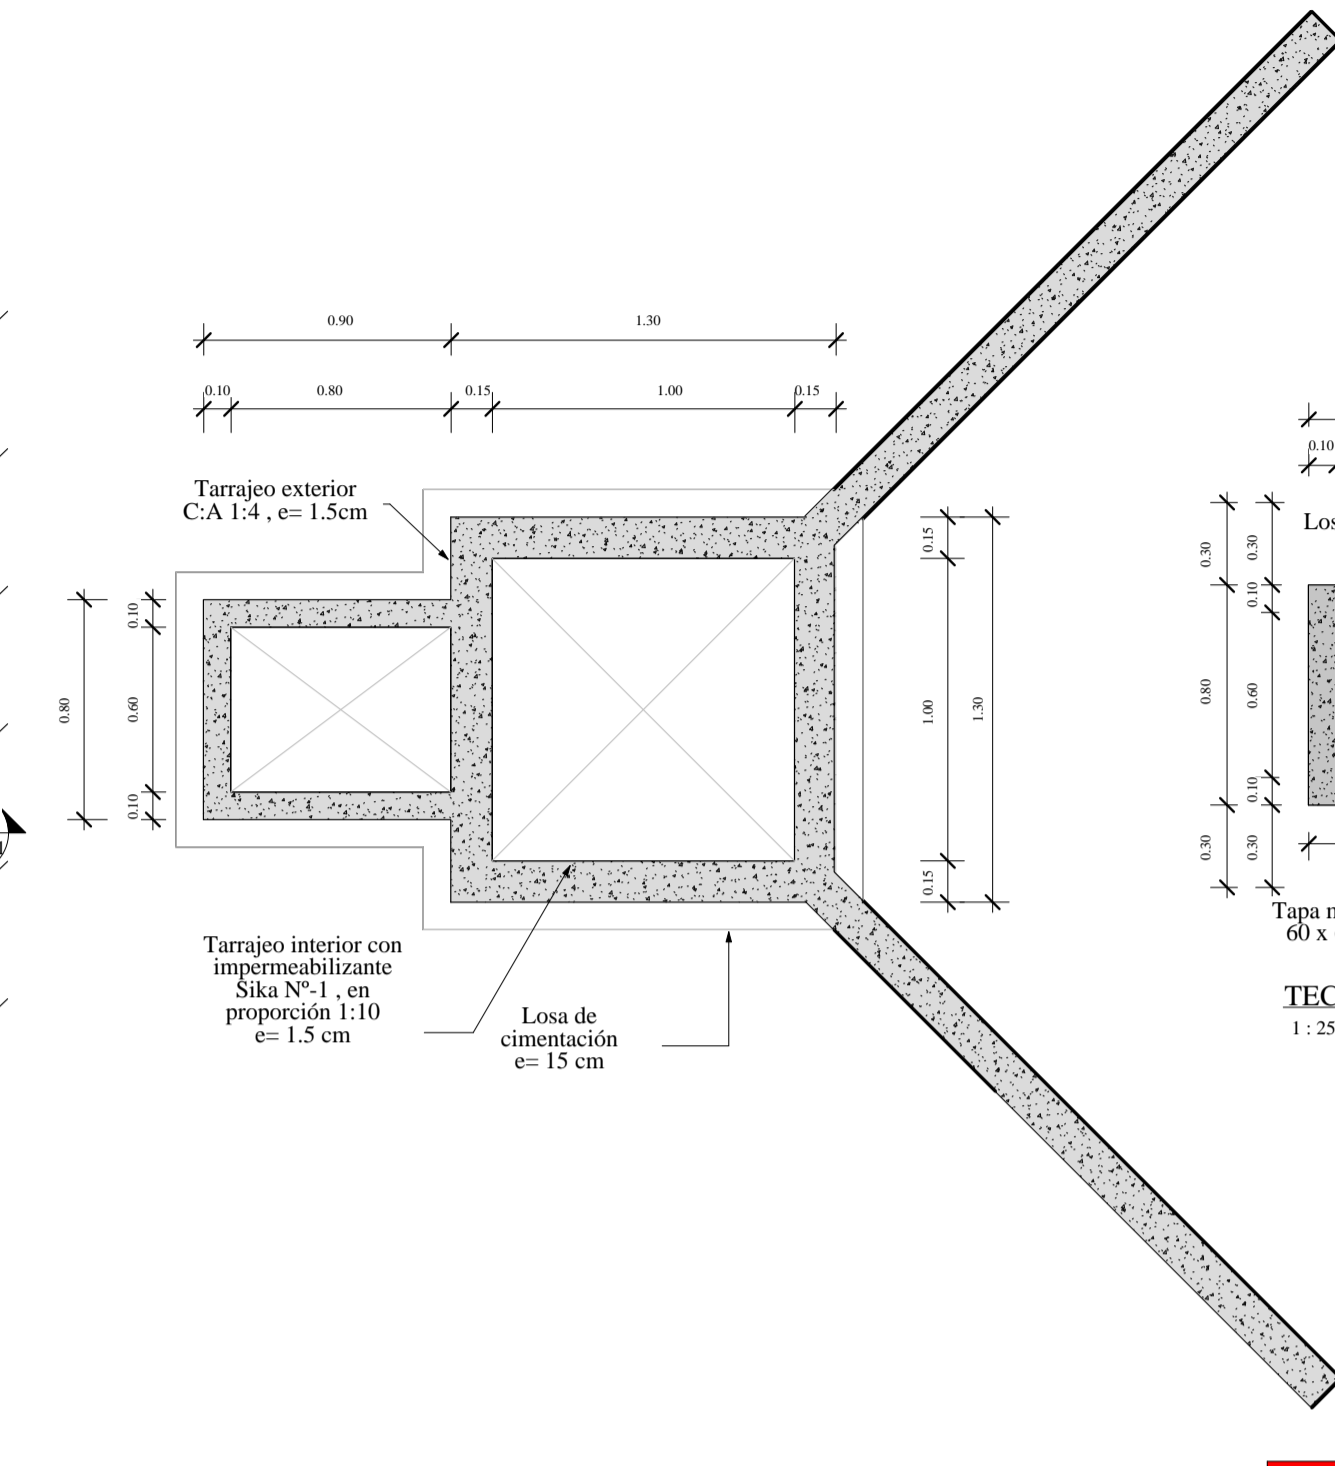 0.90
1.30
0.10
0.80
0.15
1.00
0.15
Tarrajeo exterior
C:A 1:4 , e= 1.5cm
0.80
0.10
0.60
0.10
0.15
1.00
0.15
1.30
Tarrajeo interior con
impermeabilizante
Sika Nº-1 , en
proporción 1:10
e= 1.5 cm
Losa de
cimentación
e= 15 cm
0.10
Los
0.30
0.80
0.30
0.30
0.10
0.60
0.10
0.30
Tapa
60 x
TEC
1 : 25